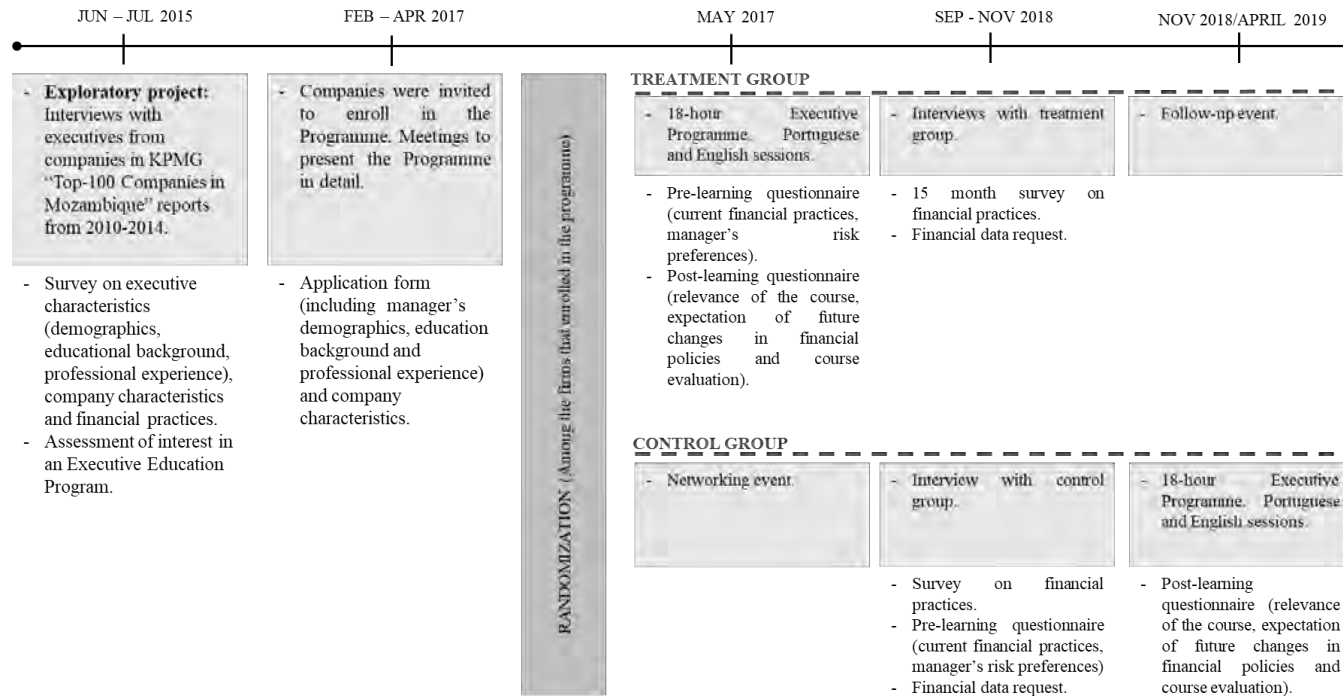 JUN – JUL 2015
FEB – APR 2017
MAY 2017
SEP - NOV 2018
NOV 2018/APRIL 2019
- Exploratory project:
Interviews with
executives from
companies in KPMG
“Top-100 Companies in
Mozambique” reports
from 2010-2014.
- Survey on executive
characteristics
(demographics,
educational background,
professional experience),
company characteristics
and financial practices.
- Assessment of interest in
an Executive Education
Program.
- Companies were invited
to enroll in the
Programme. Meetings to
present the Programme
in detail.
- Application form
(including manager’s
demographics, education
background and
professional experience)
and company
characteristics.
RANDOMIZATION (Among the firms that enrolled in the programme)
TREATMENT GROUP
- 18-hour Executive
Programme. Portuguese
and English sessions.
- Pre-learning questionnaire
(current financial practices,
manager’s risk
preferences).
- Post-learning questionnaire
(relevance of the course,
expectation of future
changes in financial
policies and course
evaluation).
- Interviews with treatment
group.
- 15 month survey on
financial practices.
- Financial data request.
- Follow-up event.
CONTROL GROUP
- Networking event.
- Interview with control
group.
- Survey on financial
practices.
- Pre-learning questionnaire
(current financial practices,
manager’s risk preferences)
- Financial data request.
- 18-hour Executive
Programme. Portuguese
and English sessions.
- Post-learning
questionnaire (relevance
of the course, expectation
of future changes in
financial policies and
course evaluation).